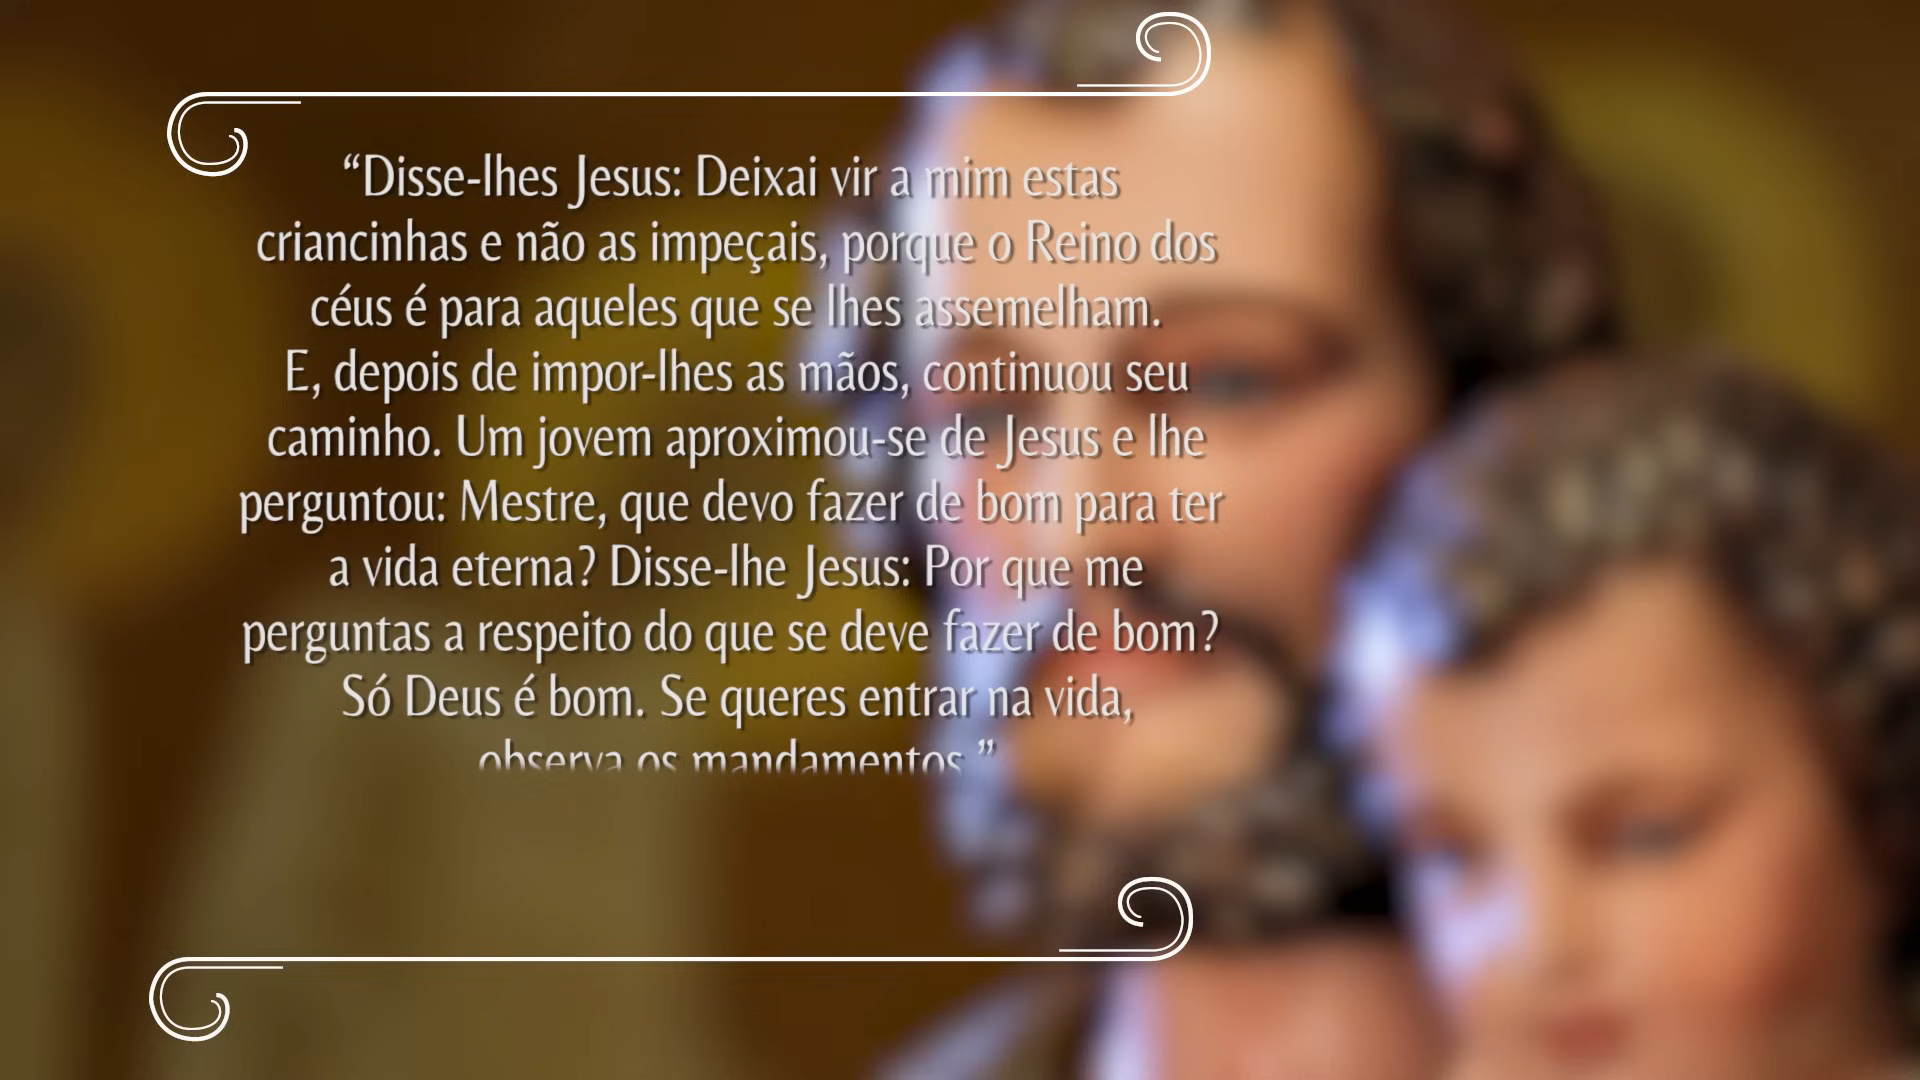 “Disse-lhes Jesus: Deixai vir a mim estas
criancinhas e não as impeçais, porque o Reino dos
céus é para aqueles que se lhes assemelham.
E, depois de impor-lhes as mãos, continuou seu
caminho. Um jovem aproximou-se de Jesus e lhe
perguntou: Mestre, que devo fazer de bom para ter
a vida eterna? Disse-lhe Jesus: Por que me
perguntas a respeito do que se deve fazer de bom?
Só Deus é bom. Se queres entrar na vida,
observa os mandamentos.”